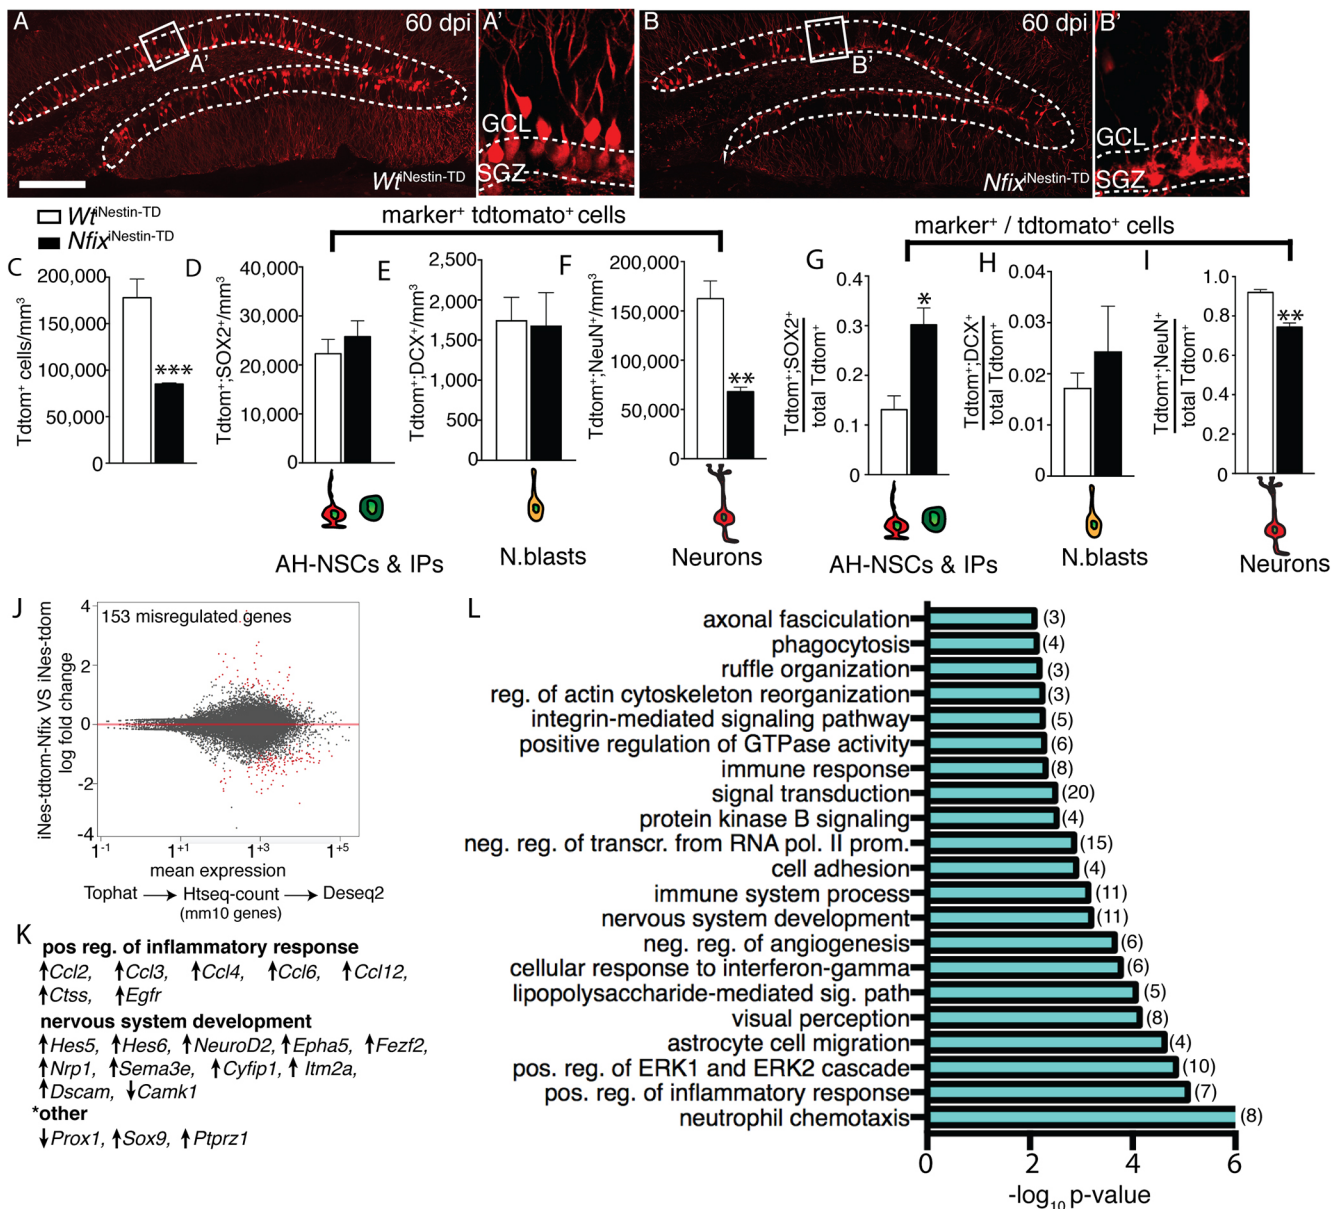 A
60 dpi
A'
A'
GCL
SGZ
Wt iNestin-TD
B
60 dpi
B'
B'
GCL
SGZ
Nfix iNestin-TD
Wt iNestin-TD
Nfix iNestin-TD
marker+ tdtomato+ cells
marker+ / tdtomato+ cells
C
Tdtom+ cells/mm3
200,000
150,000
100,000
50,000
0
***
D
Tdtom+;SOX2+/mm3
40,000
30,000
20,000
10,000
0
AH-NSCs & IPs
E
Tdtom+;DCX+/mm3
2,500
2,000
1,500
1,000
500
0
N.blasts
F
Tdtom+;NeuN+/mm3
200,000
150,000
100,000
50,000
0
**
Neurons
G
Tdtom+;SOX2+
total Tdtom+
0.4
0.3
0.2
0.1
0
*
AH-NSCs & IPs
H
Tdtom+;DCX+
total Tdtom+
0.04
0.03
0.02
0.01
0
N.blasts
I
Tdtom+;NeuN+
total Tdtom+
1.0
0.8
0.6
0.4
0.2
0
**
Neurons
J
153 misregulated genes
iNes-tdtom-Nfix VS iNes-tdom
log fold change
4
2
0
-2
-4
1-1
1+1
1+3
1+5
mean expression
Tophat → Htseq-count → Deseq2
(mm10 genes)
K
pos reg. of inflammatory response
↑Ccl2, ↑Ccl3, ↑Ccl4, ↑Ccl6, ↑Ccl12,
↑Ctss, ↑Egfr
nervous system development
↑Hes5, ↑Hes6, ↑NeuroD2, ↑Epha5, ↑Fezf2,
↑Nrp1, ↑Sema3e, ↑Cyfip1, ↑Itm2a,
↑Dscam, ↓Camk1
*other
↓Prox1, ↑Sox9, ↑Ptprz1
L
axonal fasciculation (3)
phagocytosis (4)
ruffle organization (3)
reg. of actin cytoskeleton reorganization (3)
integrin-mediated signaling pathway (5)
positive regulation of GTPase activity (6)
immune response (8)
signal transduction (20)
protein kinase B signaling (4)
neg. reg. of transcr. from RNA pol. II prom. (15)
cell adhesion (4)
immune system process (11)
nervous system development (11)
neg. reg. of angiogenesis (6)
cellular response to interferon-gamma (6)
lipopolysaccharide-mediated sig. path (5)
visual perception (8)
astrocyte cell migration (4)
pos. reg. of ERK1 and ERK2 cascade (10)
pos. reg. of inflammatory response (7)
neutrophil chemotaxis (8)
0 2 4 6
-log10 p-value